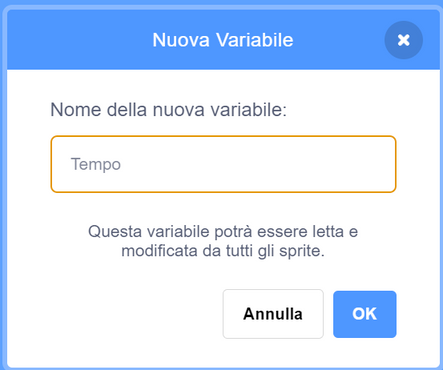 Nuova Variabile
Nome della nuova variabile:
Tempo
Questa variabile potrà essere letta e
modificata da tutti gli sprite.
Annulla
OK